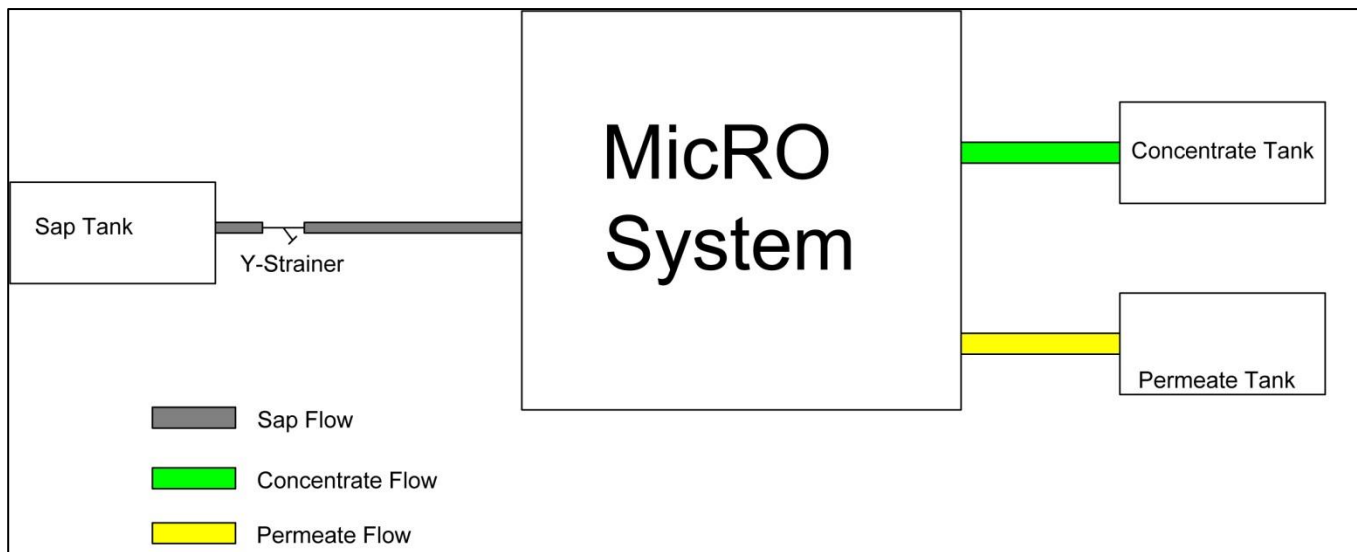 MicRO
System
Concentrate Tank
Sap Tank
Y-Strainer
Permeate Tank
Sap Flow
Concentrate Flow
Permeate Flow